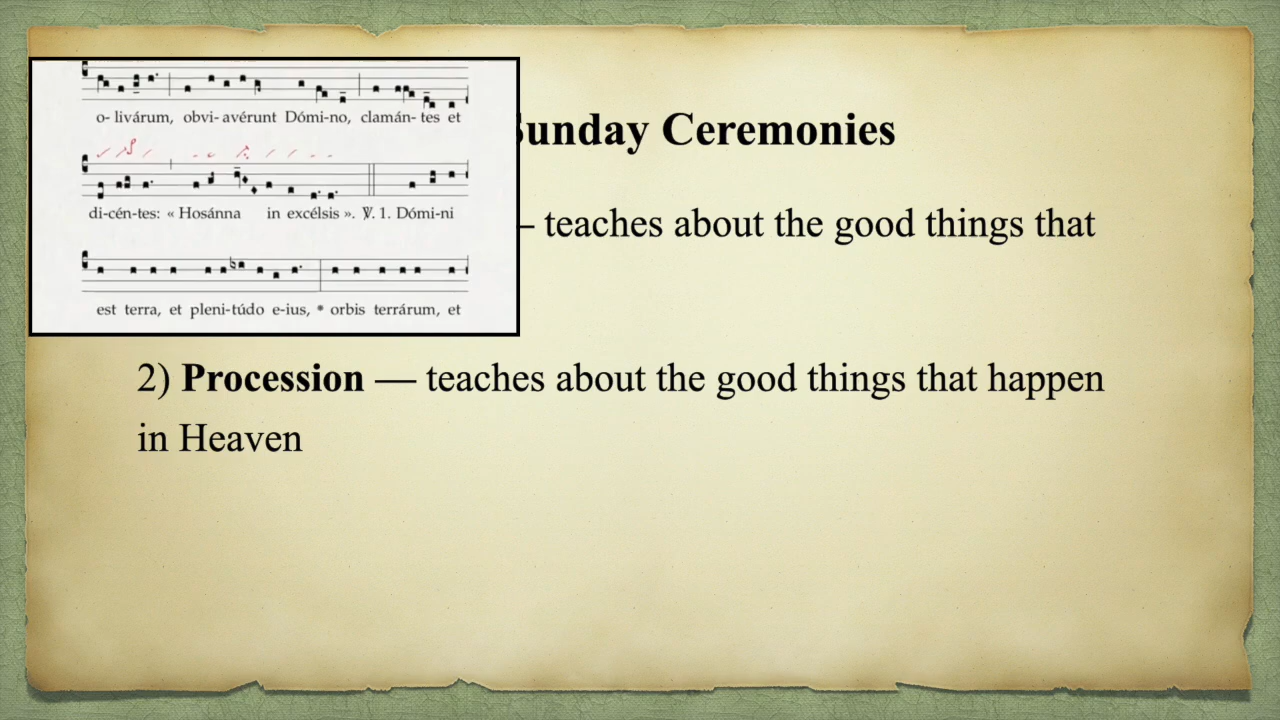 o- livárum, obvi- avérunt Dómi-no, clamán- tes et
di-cén-tes: « Hosánna in excélsis ». ℣. 1. Dómi-ni
est terra, et pleni-túdo e-ius, * orbis terrárum, et
Sunday Ceremonies
– teaches about the good things that
2) Procession — teaches about the good things that happen
in Heaven